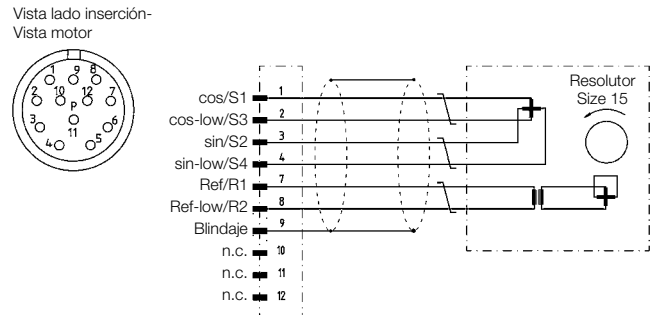 Vista lado inserción-
Vista motor
1
9
8
2
10
12
7
P
3
11
6
4
5
cos/S1 1
cos-low/S3 2
sin/S2 3
sin-low/S4 4
Ref/R1 7
Ref-low/R2 8
Blindaje 9
n.c. 10
n.c. 11
n.c. 12
Resolutor
Size 15